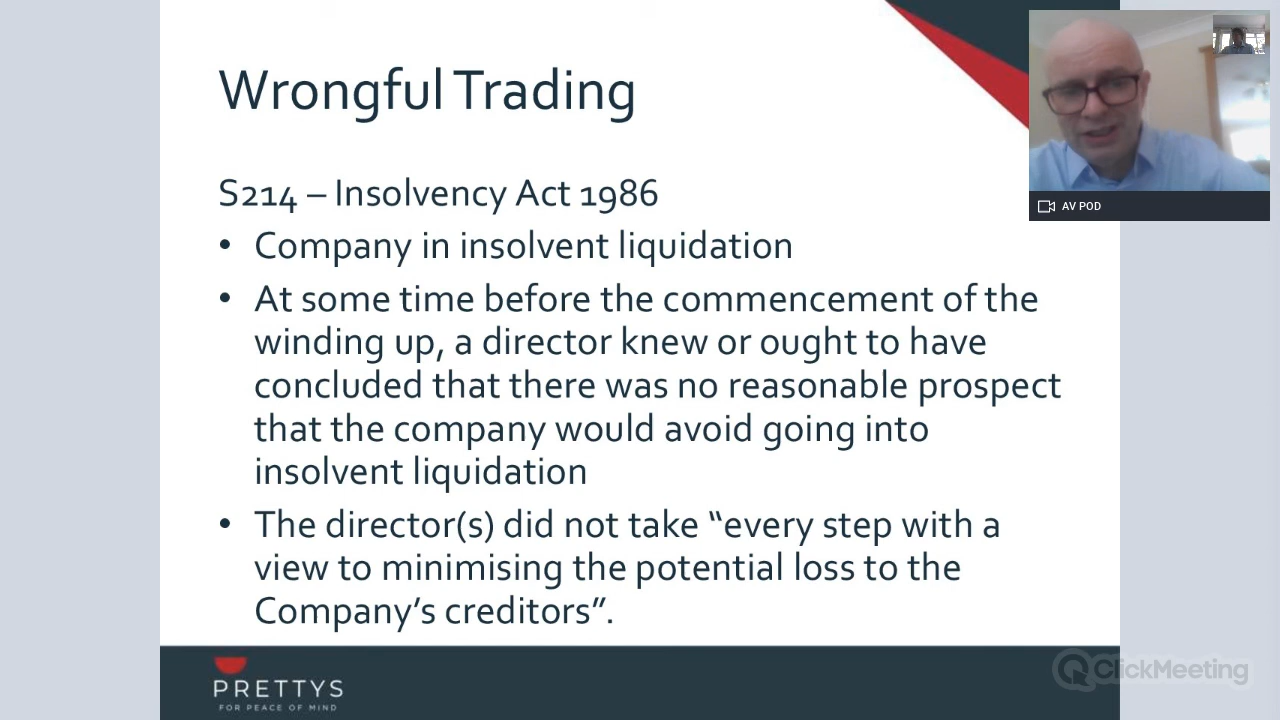 Wrongful Trading
S214 – Insolvency Act 1986
• Company in insolvent liquidation
• At some time before the commencement of the
winding up, a director knew or ought to have
concluded that there was no reasonable prospect
that the company would avoid going into
insolvent liquidation
• The director(s) did not take “every step with a
view to minimising the potential loss to the
Company’s creditors”.
AV POD
PRETTYS
FOR PEACE OF MIND
ClickMeeting